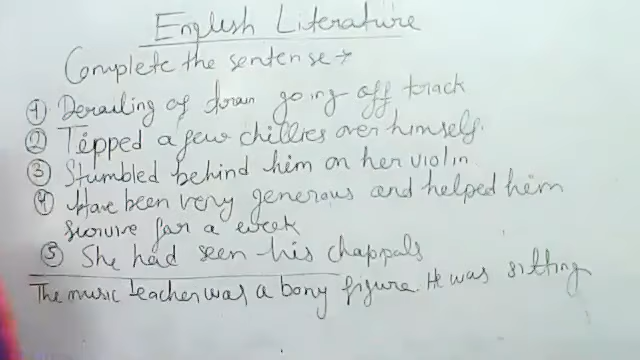 English Literature
Complete the sentense →
① Derailing of train going off track
② Tipped a few chillies over himself.
③ Stumbled behind him on her violin
④ Have been very generous and helped him
survive for a week
⑤ She had seen his chappals
The music teacher was a bony figure. He was sitting